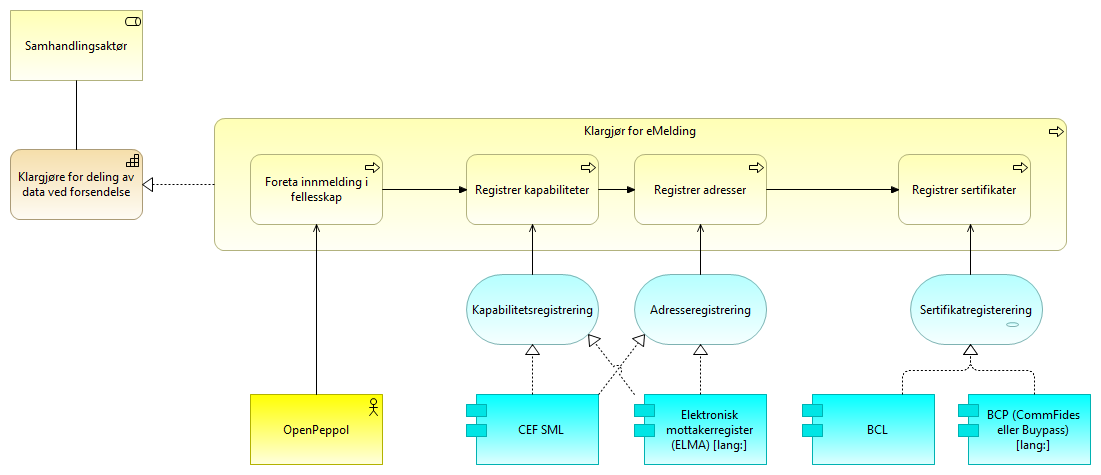 Samhandlingsaktør
Klargjøre for deling av
data ved forsendelse
Klargjør for eMelding
Foreta innmelding i
fellesskap
Registrer kapabiliteter
Registrer adresser
Registrer sertifikater
Kapabilitetsregistrering
Adresseregistrering
Sertifikatregisterering
OpenPeppol
CEF SML
Elektronisk
mottakerregister
(ELMA) [lang:]
BCL
BCP (CommFides
eller Buypass)
[lang:]